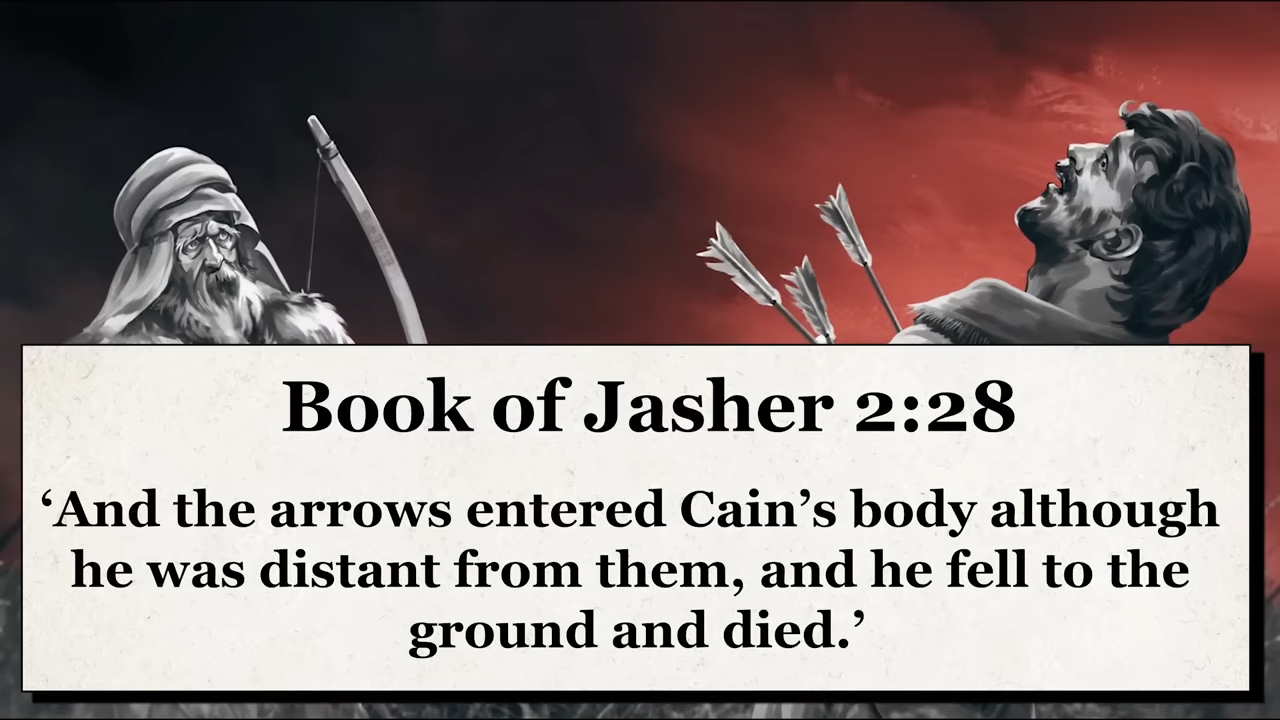 Book of Jasher 2:28
‘And the arrows entered Cain’s body although
he was distant from them, and he fell to the
ground and died.’